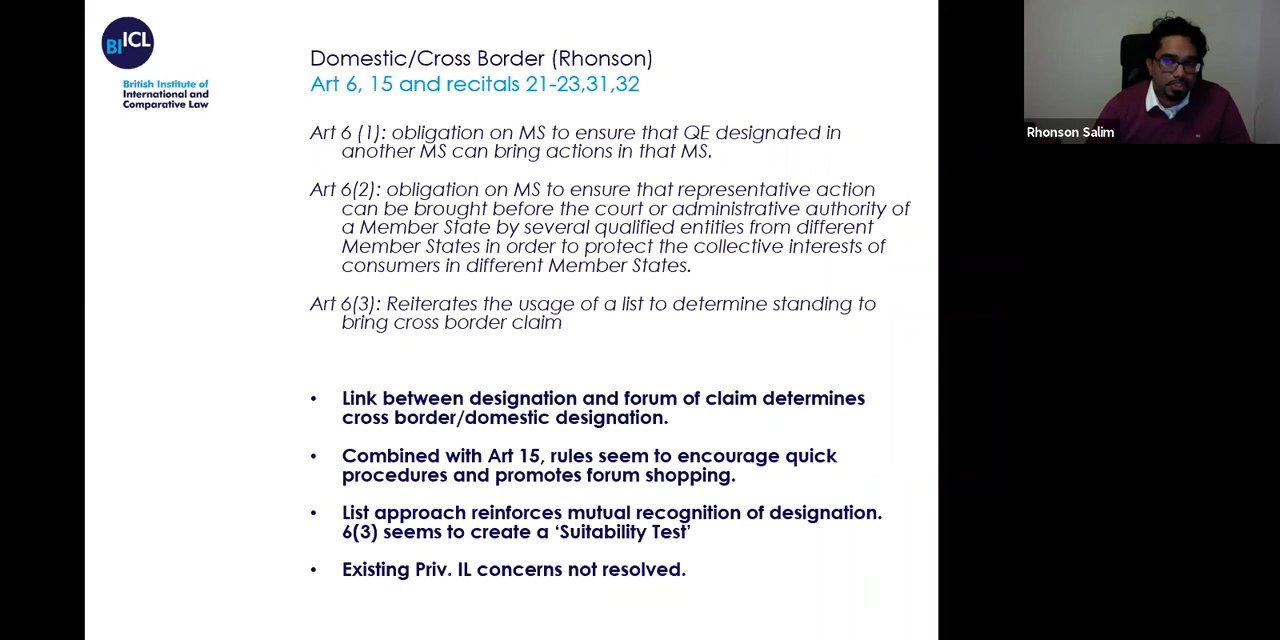 BIICL
British Institute of
International and
Comparative Law
Domestic/Cross Border (Rhonson)
Art 6, 15 and recitals 21-23,31,32
Art 6 (1): obligation on MS to ensure that QE designated in
another MS can bring actions in that MS.
Art 6(2): obligation on MS to ensure that representative action
can be brought before the court or administrative authority of
a Member State by several qualified entities from different
Member States in order to protect the collective interests of
consumers in different Member States.
Art 6(3): Reiterates the usage of a list to determine standing to
bring cross border claim
• Link between designation and forum of claim determines
cross border/domestic designation.
• Combined with Art 15, rules seem to encourage quick
procedures and promotes forum shopping.
• List approach reinforces mutual recognition of designation.
6(3) seems to create a ‘Suitability Test’
• Existing Priv. IL concerns not resolved.
Rhonson Salim